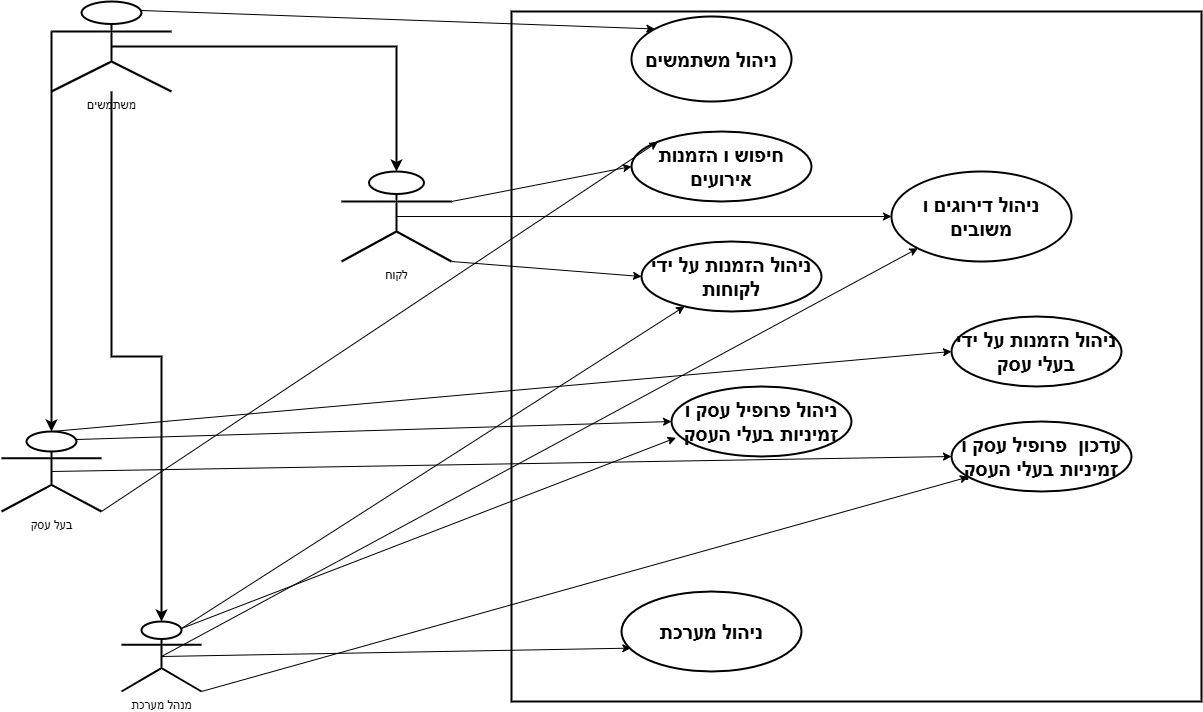 משתמשים
ניהול משתמשים
חיפוש ו הזמנות
אירועים
ניהול דירוגים ו
משובים
לקוח
ניהול הזמנות על ידי
לקוחות
ניהול הזמנות על ידי
בעלי עסק
ניהול פרופיל עסק ו
זמיניות בעלי העסק
עדכון פרופיל עסק ו
זמיניות בעלי העסק
בעל עסק
ניהול מערכת
מנהל מערכת